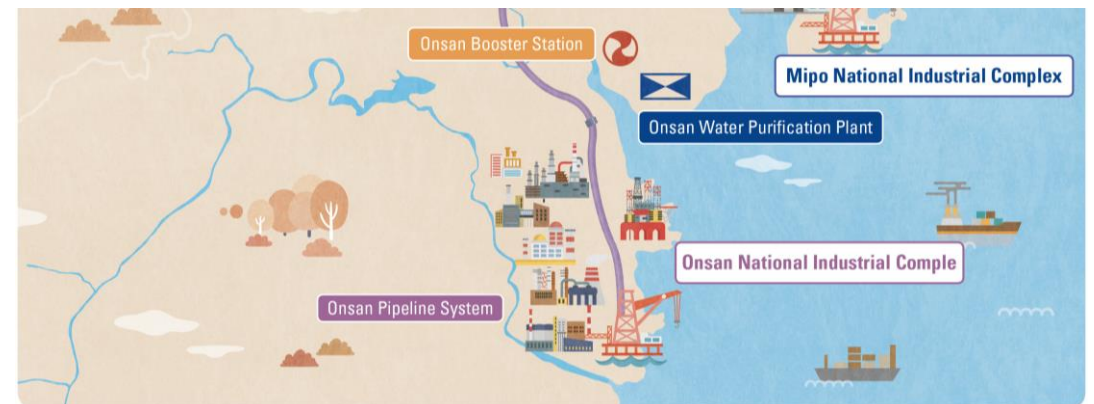 Onsan Booster Station
Mipo National Industrial Complex
Onsan Water Purification Plant
Onsan National Industrial Comple
Onsan Pipeline System